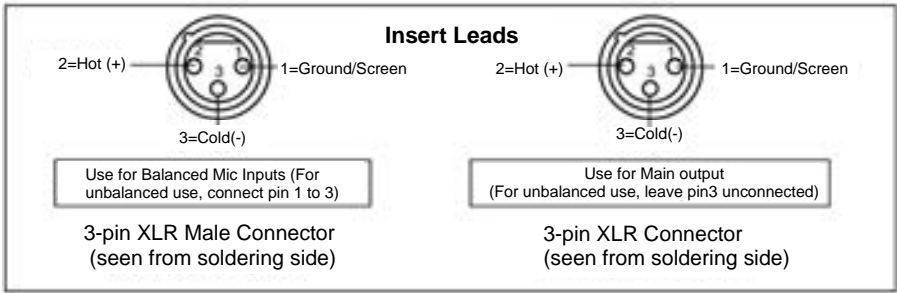 Insert Leads
2=Hot (+)
2
1
3
1=Ground/Screen
3=Cold(-)
Use for Balanced Mic Inputs (For
unbalanced use, connect pin 1 to 3)
3-pin XLR Male Connector
(seen from soldering side)
2=Hot (+)
2
1
3
1=Ground/Screen
3=Cold(-)
Use for Main output
(For unbalanced use, leave pin3 unconnected)
3-pin XLR Connector
(seen from soldering side)